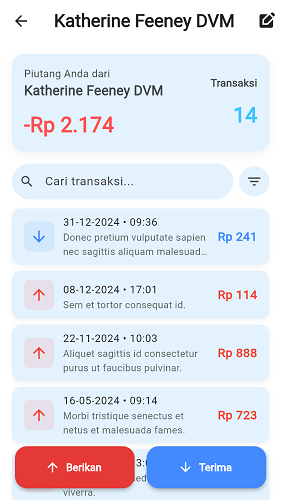 Katherine Feeney DVM
Piutang Anda dari
Katherine Feeney DVM
-Rp 2.174
Transaksi
14
Cari transaksi...
31-12-2024 • 09:36
Donec pretium vulputate sapien
nec sagittis aliquam malesuad...
Rp 241
08-12-2024 • 17:01
Sem et tortor consequat id.
Rp 114
22-11-2024 • 10:03
Aliquet sagittis id consectetur
purus ut faucibus pulvinar.
Rp 888
16-05-2024 • 09:14
Morbi tristique senectus et
netus et malesuada fames.
Rp 723
Berikan
Terima
viverra.